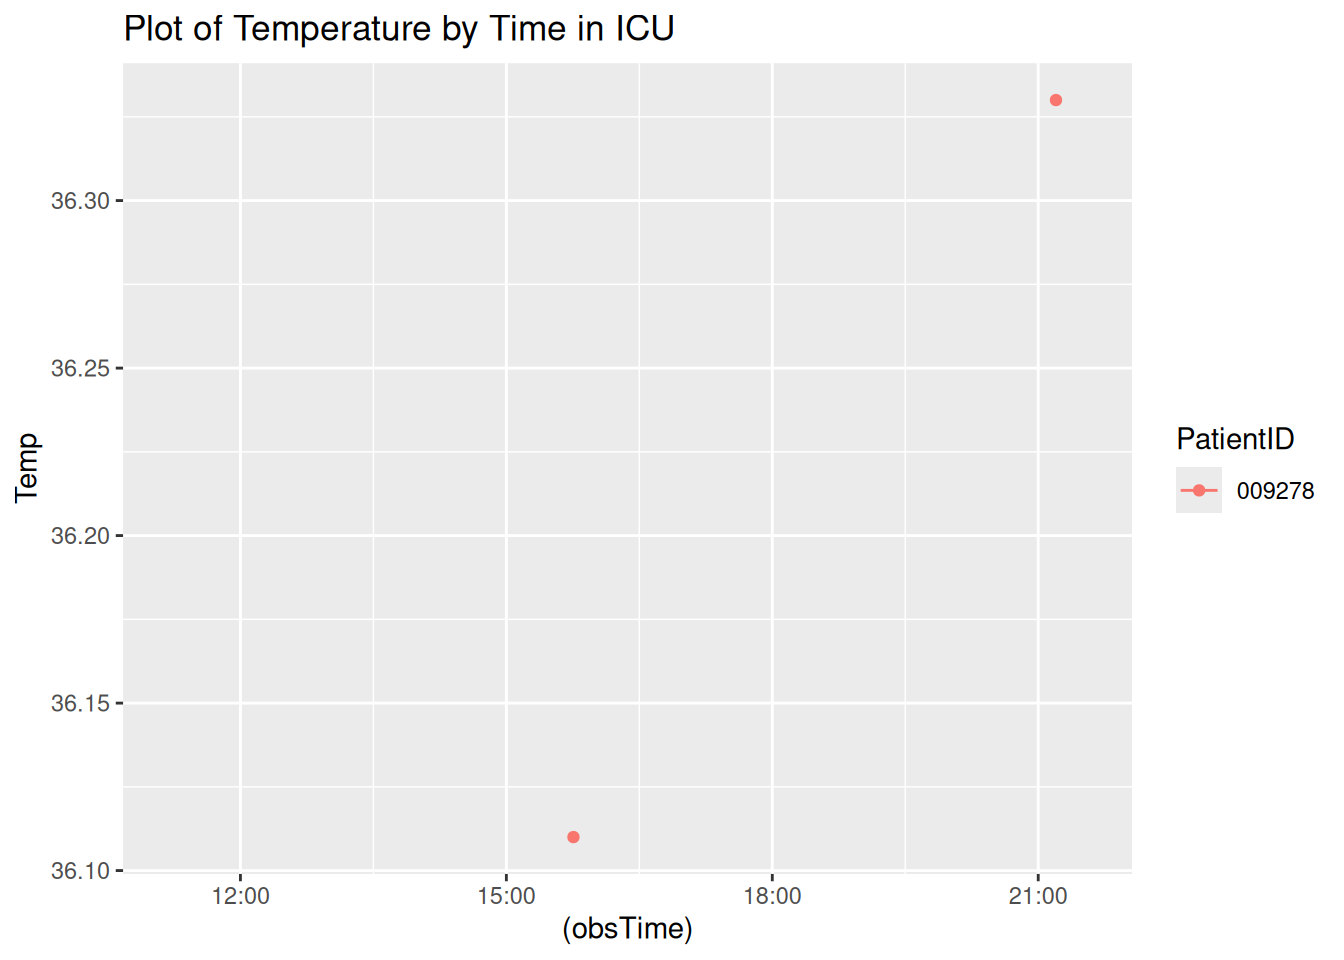 Plot of Temperature by Time in ICU
36.30
36.25
36.20
36.15
36.10
Temp
12:00
15:00
18:00
21:00
(obsTime)
PatientID
009278